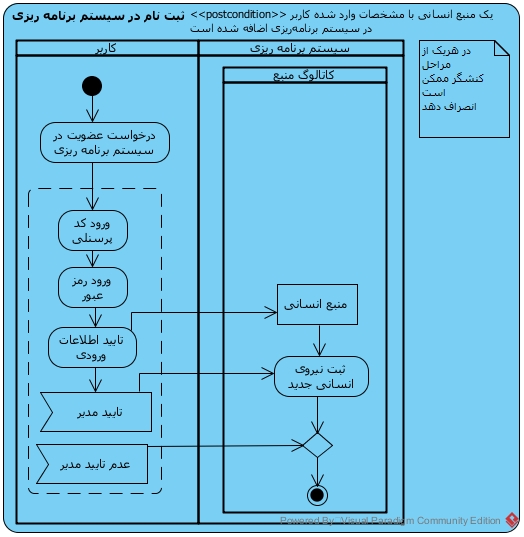 ثبت نام در سیستم برنامه ریزی <<postcondition>> یک منبع انسانی با مشخصات وارد شده کاربر
در سیستم برنامه‌ریزی اضافه شده است
کاربر
سیستم برنامه ریزی
کاتالوگ منبع
در هریک از
مراحل
کنشگر ممکن
است
انصراف دهد
درخواست عضویت در
سیستم برنامه ریزی
ورود کد
پرسنلی
ورود رمز
عبور
تایید اطلاعات
ورودی
منبع انسانی
ثبت نیروی
انسانی جدید
تایید مدیر
عدم تایید مدیر
Powered By Visual Paradigm Community Edition